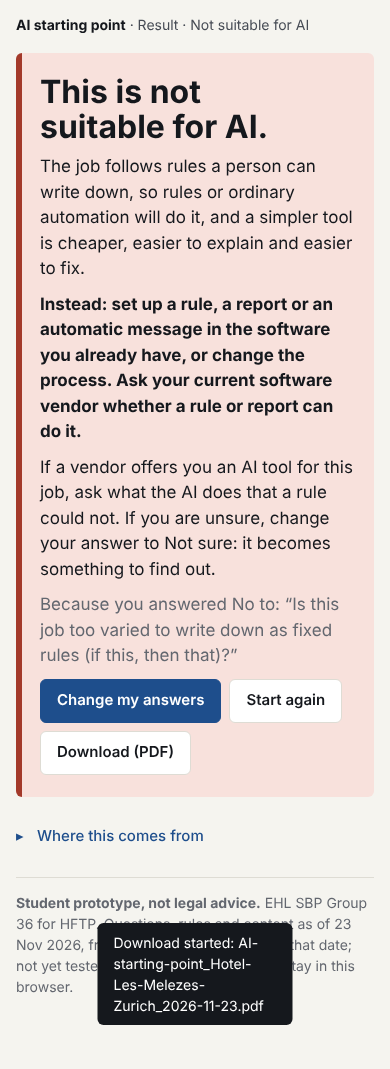 AI starting point · Result · Not suitable for AI
This is not
suitable for AI.
The job follows rules a person can
write down, so rules or ordinary
automation will do it, and a simpler tool
is cheaper, easier to explain and easier
to fix.
Instead: set up a rule, a report or an
automatic message in the software
you already have, or change the
process. Ask your current software
vendor whether a rule or report can
do it.
If a vendor offers you an AI tool for this
job, ask what the AI does that a rule
could not. If you are unsure, change
your answer to Not sure: it becomes
something to find out.
Because you answered No to: “Is this
job too varied to write down as fixed
rules (if this, then that)?”
Change my answers
Start again
Download (PDF)
▸ Where this comes from
Student prototype, not legal advice. EHL SBP Group
36 for HFTP. Questions, rules and content as of 23
Nov 2026, that date;
not yet tay in this
browser.
Download started: AI-
starting-point_Hotel-
Les-Melezes-
Zurich_2026-11-23.pdf